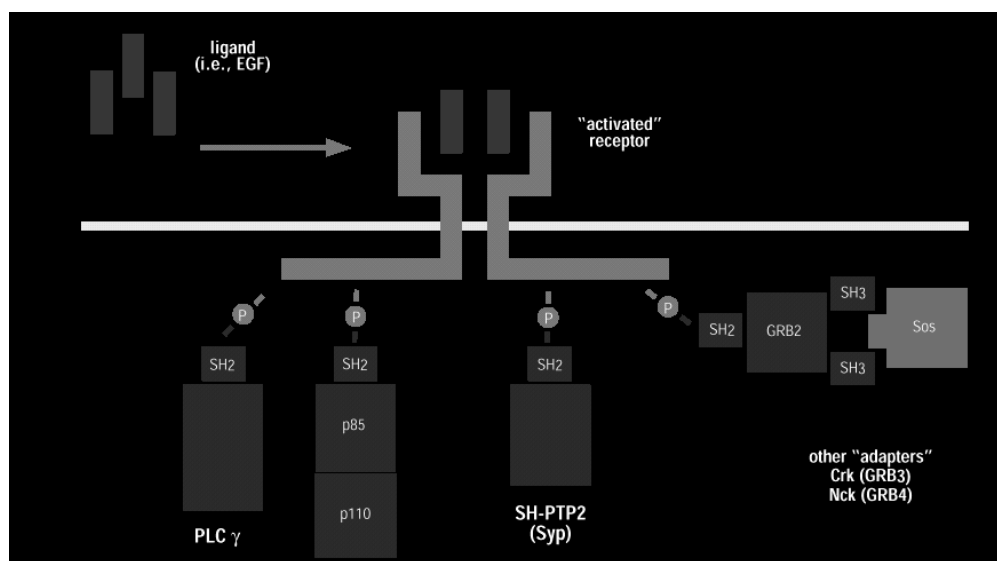 ligand
(i.e., EGF)
"activated"
receptor
P
P
P
P
SH2
SH2
SH2
SH2
GRB2
SH3
SH3
Sos
p85
p110
PLC γ
SH-PTP2
(Syp)
other "adapters"
Crk (GRB3)
Nck (GRB4)